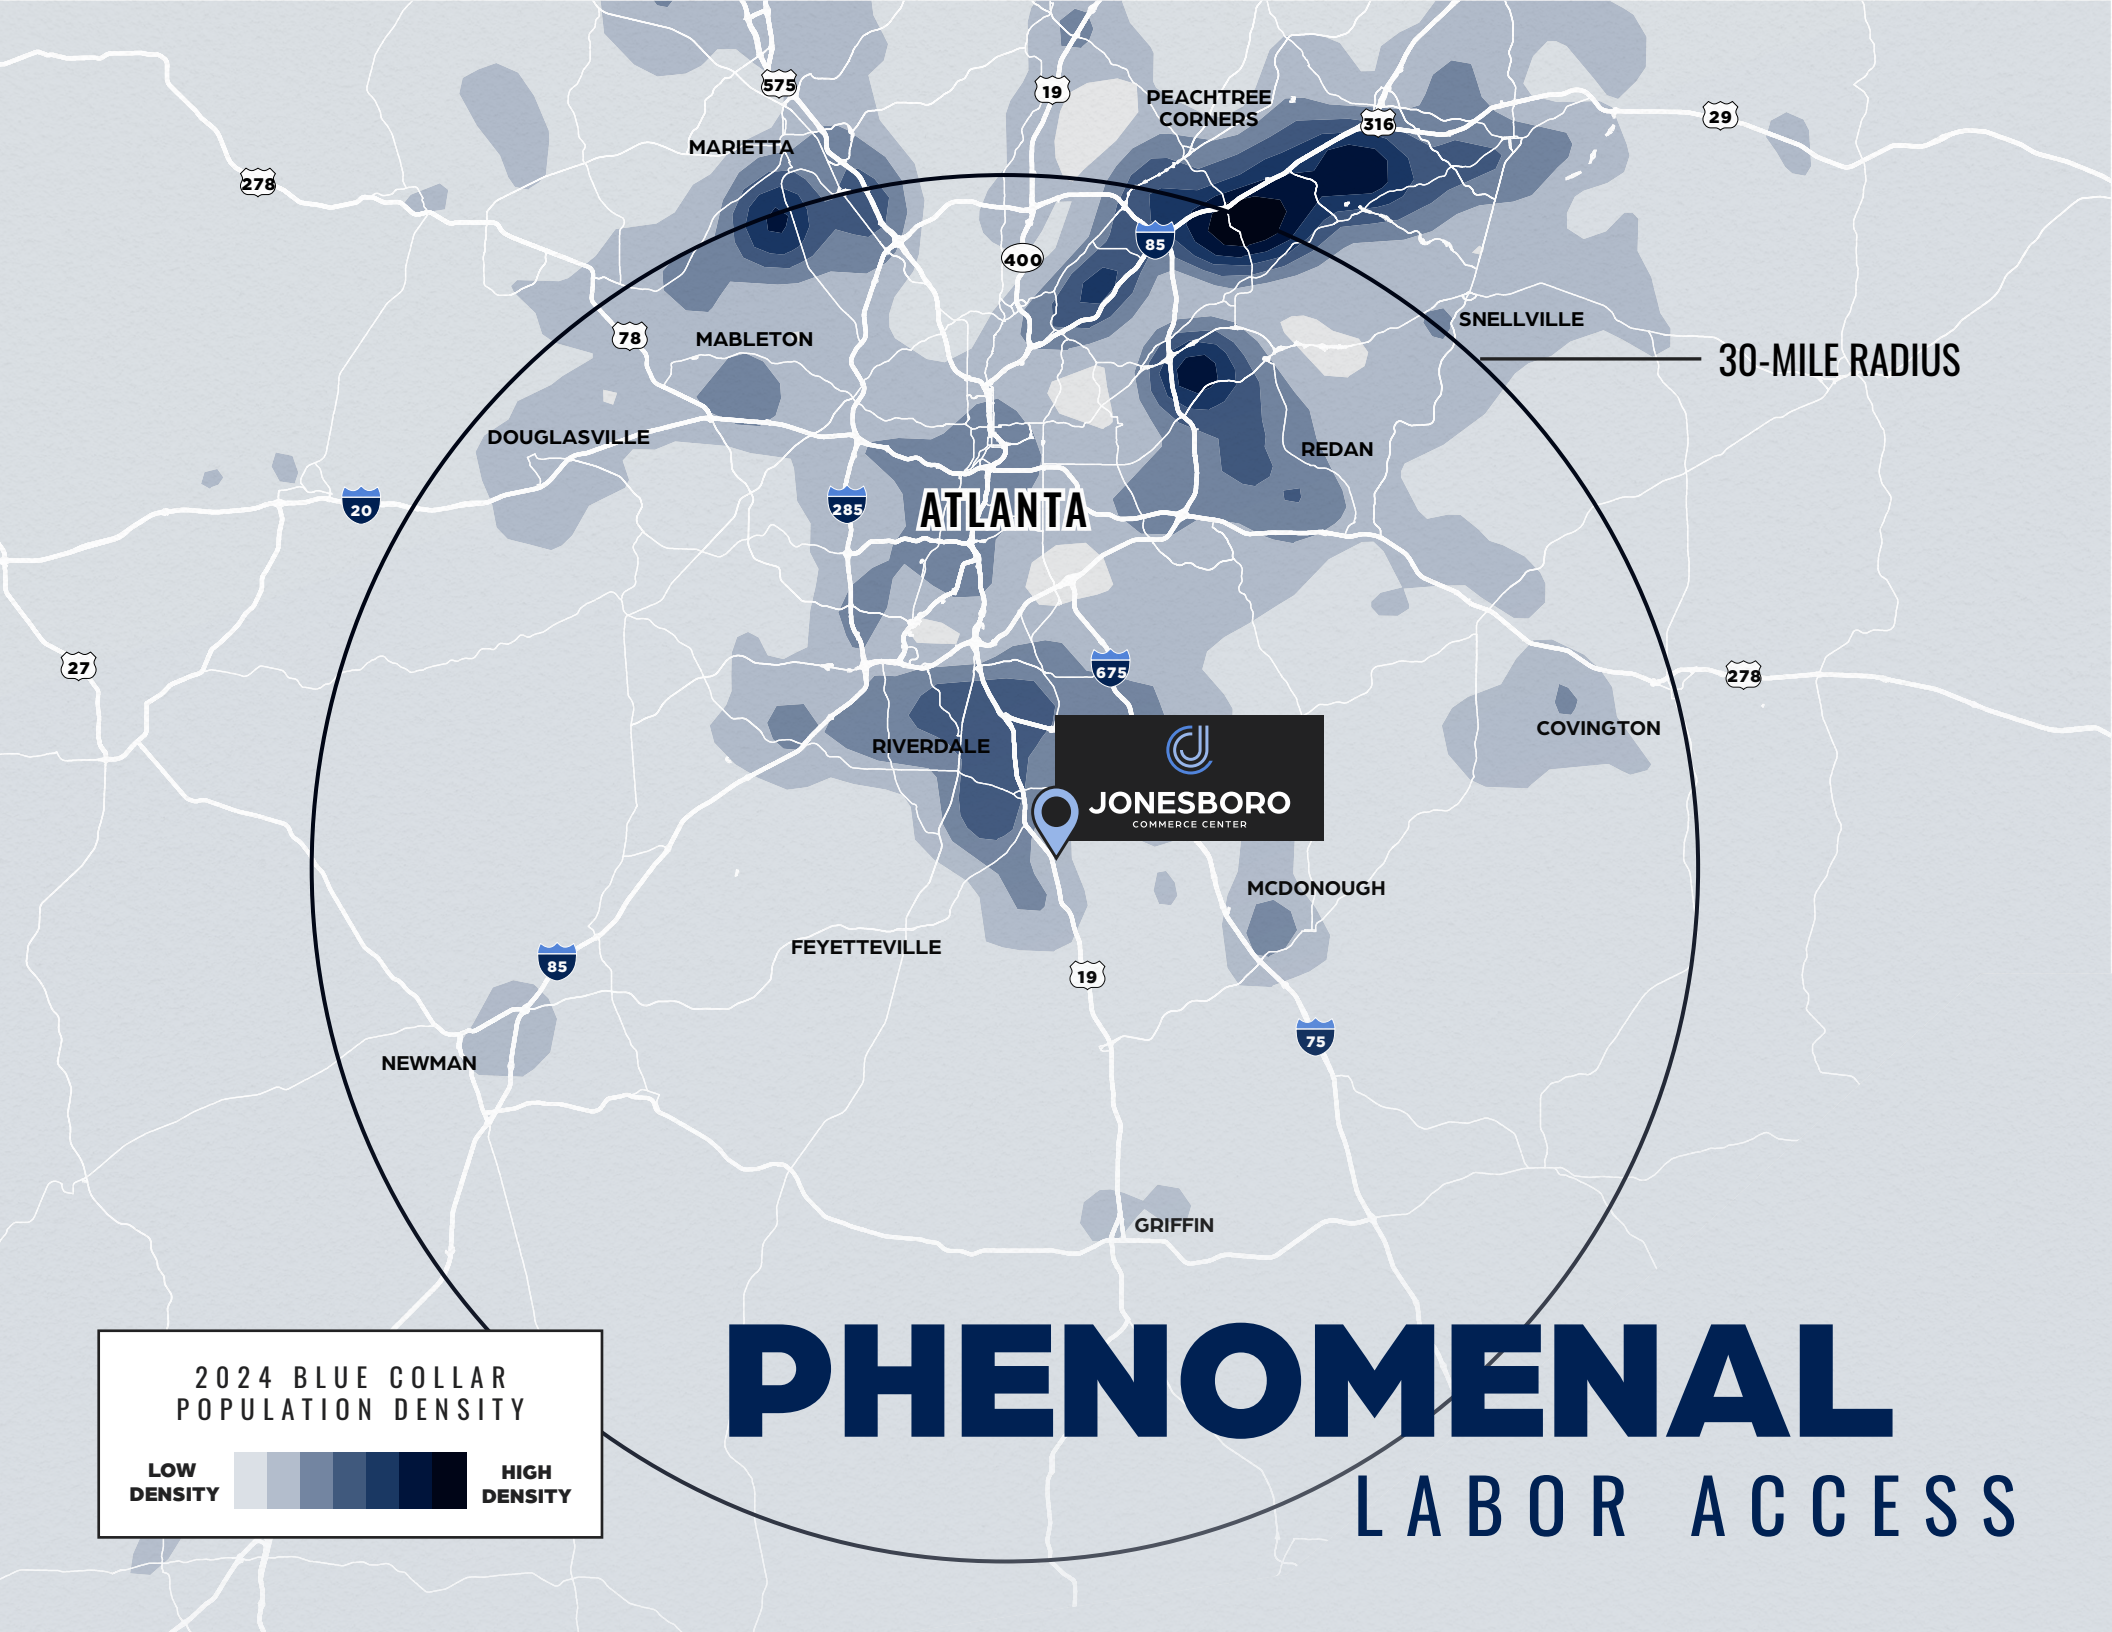 575
19
PEACHTREE
CORNERS
316
29
MARIETTA
278
85
400
SNELLVILLE
78
MABLETON
30-MILE RADIUS
DOUGLASVILLE
REDAN
20
285
ATLANTA
27
675
278
COVINGTON
RIVERDALE
JONESBORO
COMMERCE CENTER
MCDONOUGH
FEYETTEVILLE
85
19
75
NEWMAN
GRIFFIN
PHENOMENAL
LABOR ACCESS
2024 BLUE COLLAR
POPULATION DENSITY
LOW
DENSITY
HIGH
DENSITY